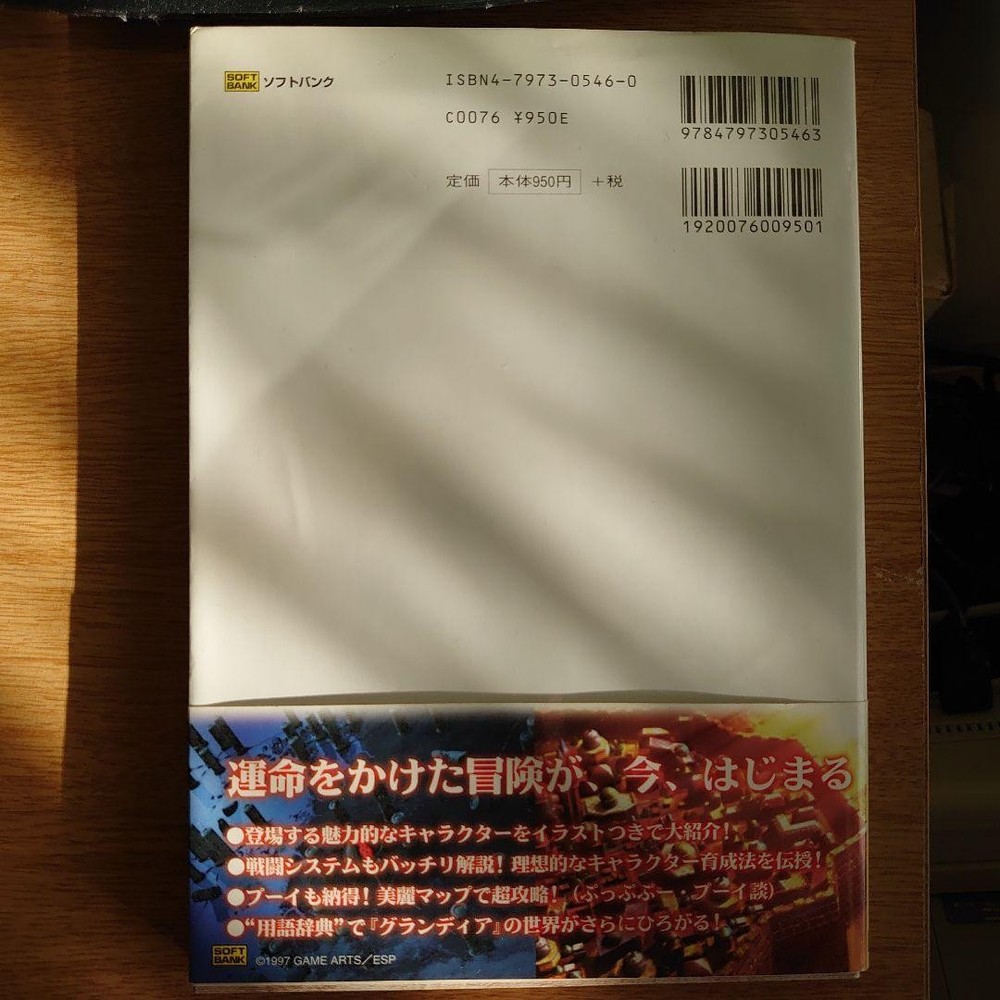 SOFT
BANK ソフトバンク
ISBN4-7973-0546-0
C0076 ¥950E
9784797305463
定価 本体950円 +税
1920076009501
運命をかけた冒険が、今、はじまる
●登場する魅力的なキャラクターをイラストつきで大紹介!
●戦闘システムもバッチリ解説! 理想的なキャラクター育成法を伝授!
●プーイも納得! 美麗マップで超攻略!(ぷっぷぷー・プーイ談)
●“用語辞典”で『グランディア』の世界がさらにひろがる!
SOFT
BANK ©1997 GAME ARTS/ESP